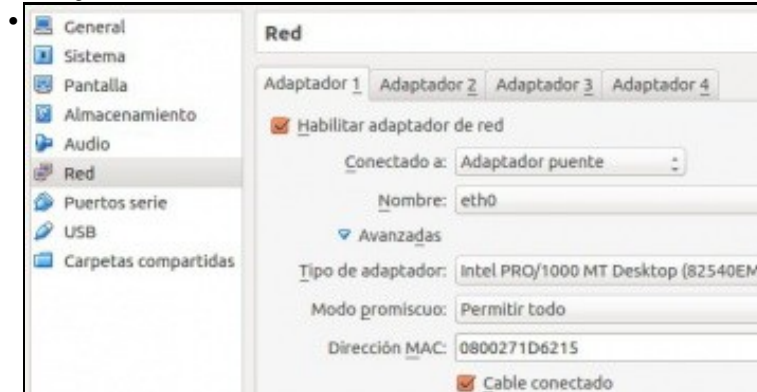 General
Sistema
Pantalla
Almacenamiento
Audio
Red
Puertos serie
USB
Carpetas compartidas
Red
Adaptador 1 Adaptador 2 Adaptador 3 Adaptador 4
Habilitar adaptador de red
Conectado a: Adaptador puente
Nombre: eth0
Avanzadas
Tipo de adaptador: Intel PRO/1000 MT Desktop (82540EM
Modo promiscuo: Permitir todo
Dirección MAC: 0800271D6215
Cable conectado